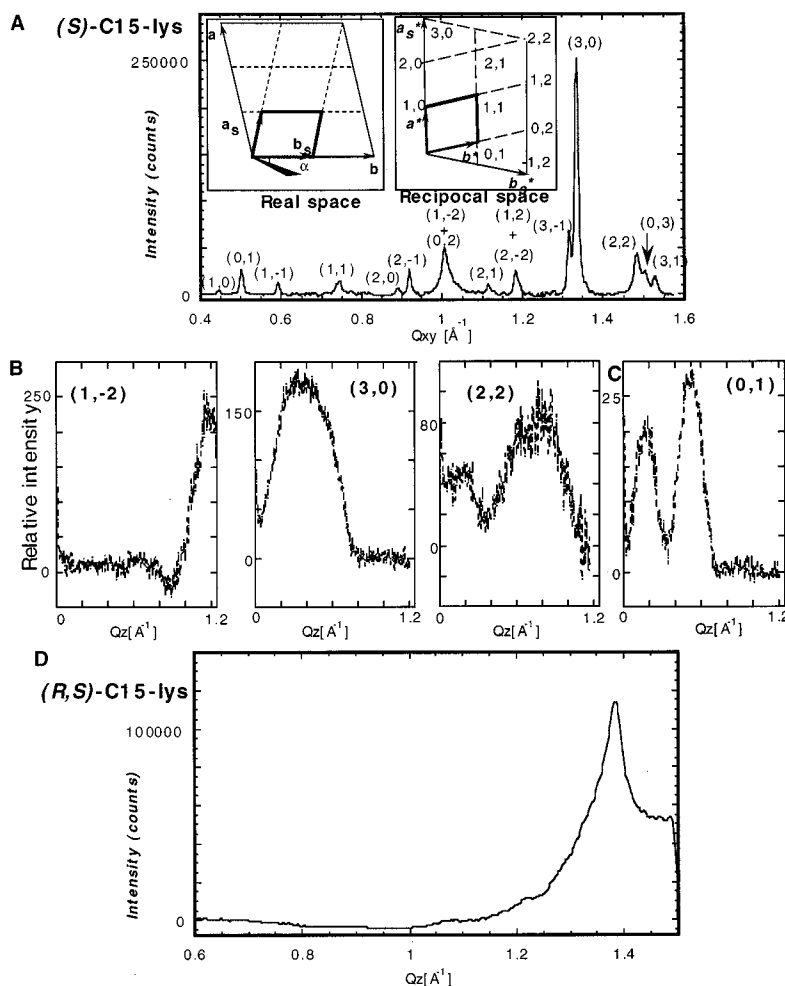 A
(S)-C15-lys
250000
0
Intensity (counts)
a
a_s
b_s
α
b
Real space
a_s*
3,0
2,2
2,0
2,1
1,2
1,0
1,1
a*
0,2
b*
0,1
-1,2
b_s*
Recipocal space
(1,0)
(0,1)
(1,-1)
(1,1)
(2,0)
(2,-1)
(1,-2)
+
(0,2)
(2,1)
(1,2)
+
(2,-2)
(3,-1)
(3,0)
(2,2)
(0,3)
(3,1)
0.4
0.6
0.8
1
1.2
1.4
1.6
Qxy [Å⁻¹]
B
250
0
Relative intensity
(1,-2)
0
1.2
Qz[A⁻¹]
150
0
(3,0)
0
1.2
Qz[A⁻¹]
80
0
(2,2)
0
1.2
Qz[A⁻¹]
C
25
0
(0,1)
0
1.2
Qz[A⁻¹]
D
(R,S)-C15-lys
100000
0
Intensity (counts)
0.6
0.8
1
1.2
1.4
Qz[A⁻¹]